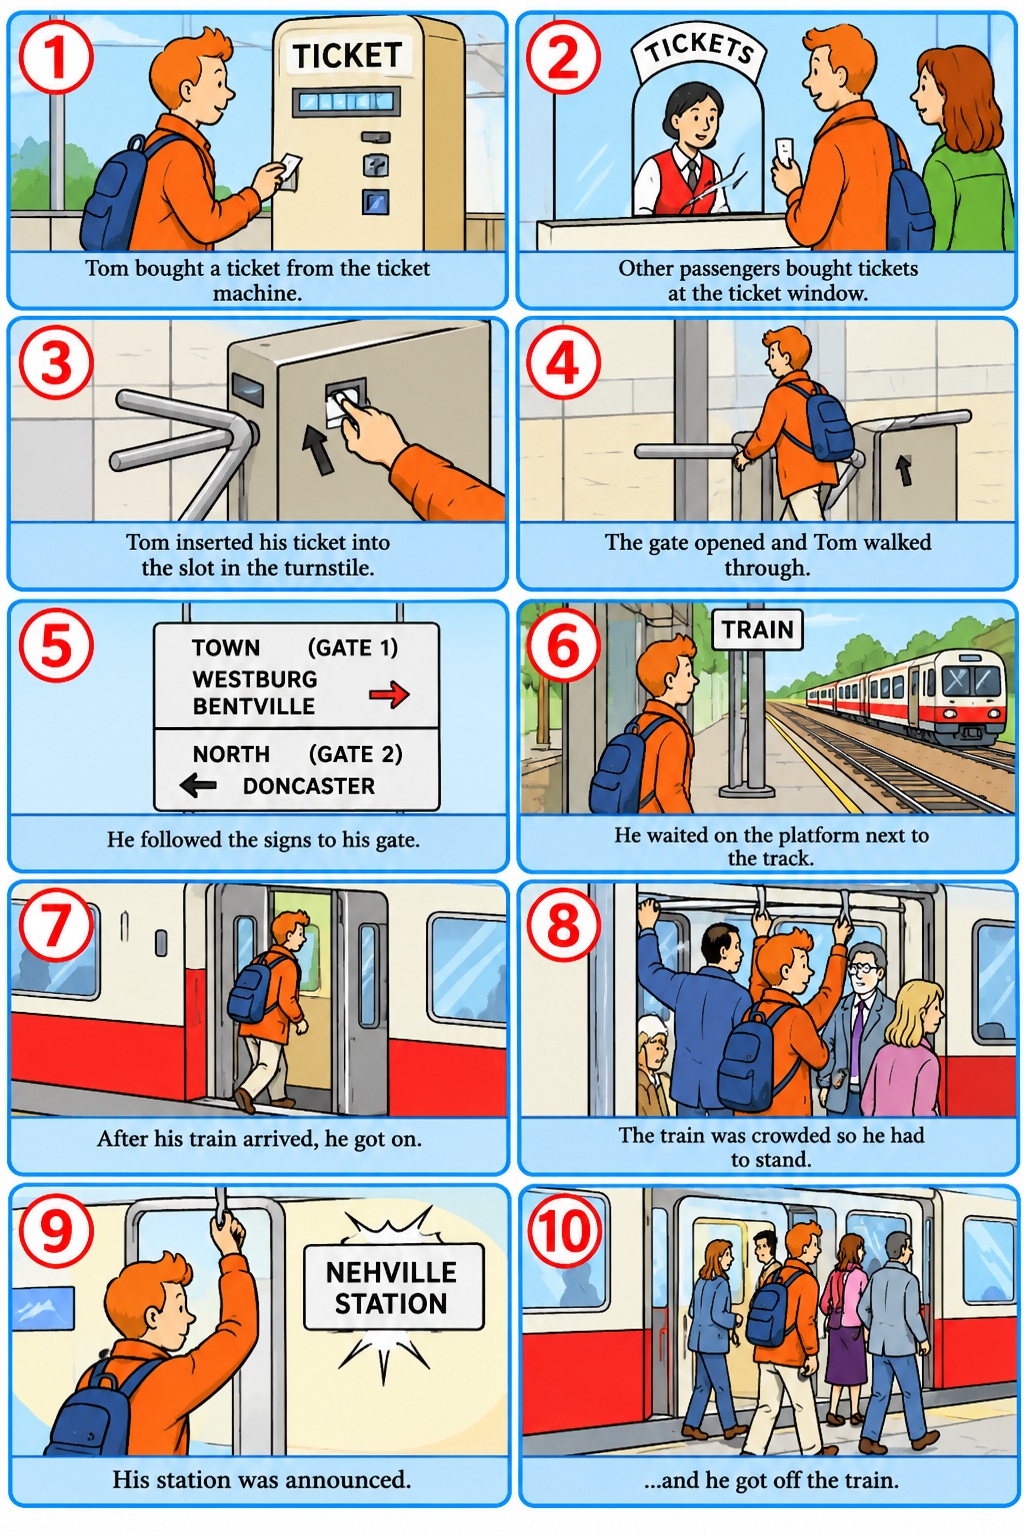 1
TICKET
Tom bought a ticket from the ticket
machine.
2
TICKETS
Other passengers bought tickets
at the ticket window.
3
Tom inserted his ticket into
the slot in the turnstile.
4
The gate opened and Tom walked
through.
5
TOWN (GATE 1)
WESTBURG
BENTVILLE
NORTH (GATE 2)
DONCASTER
He followed the signs to his gate.
6
TRAIN
He waited on the platform next to
the track.
7
After his train arrived, he got on.
8
The train was crowded so he had
to stand.
9
NEHVILLE
STATION
His station was announced.
10
...and he got off the train.